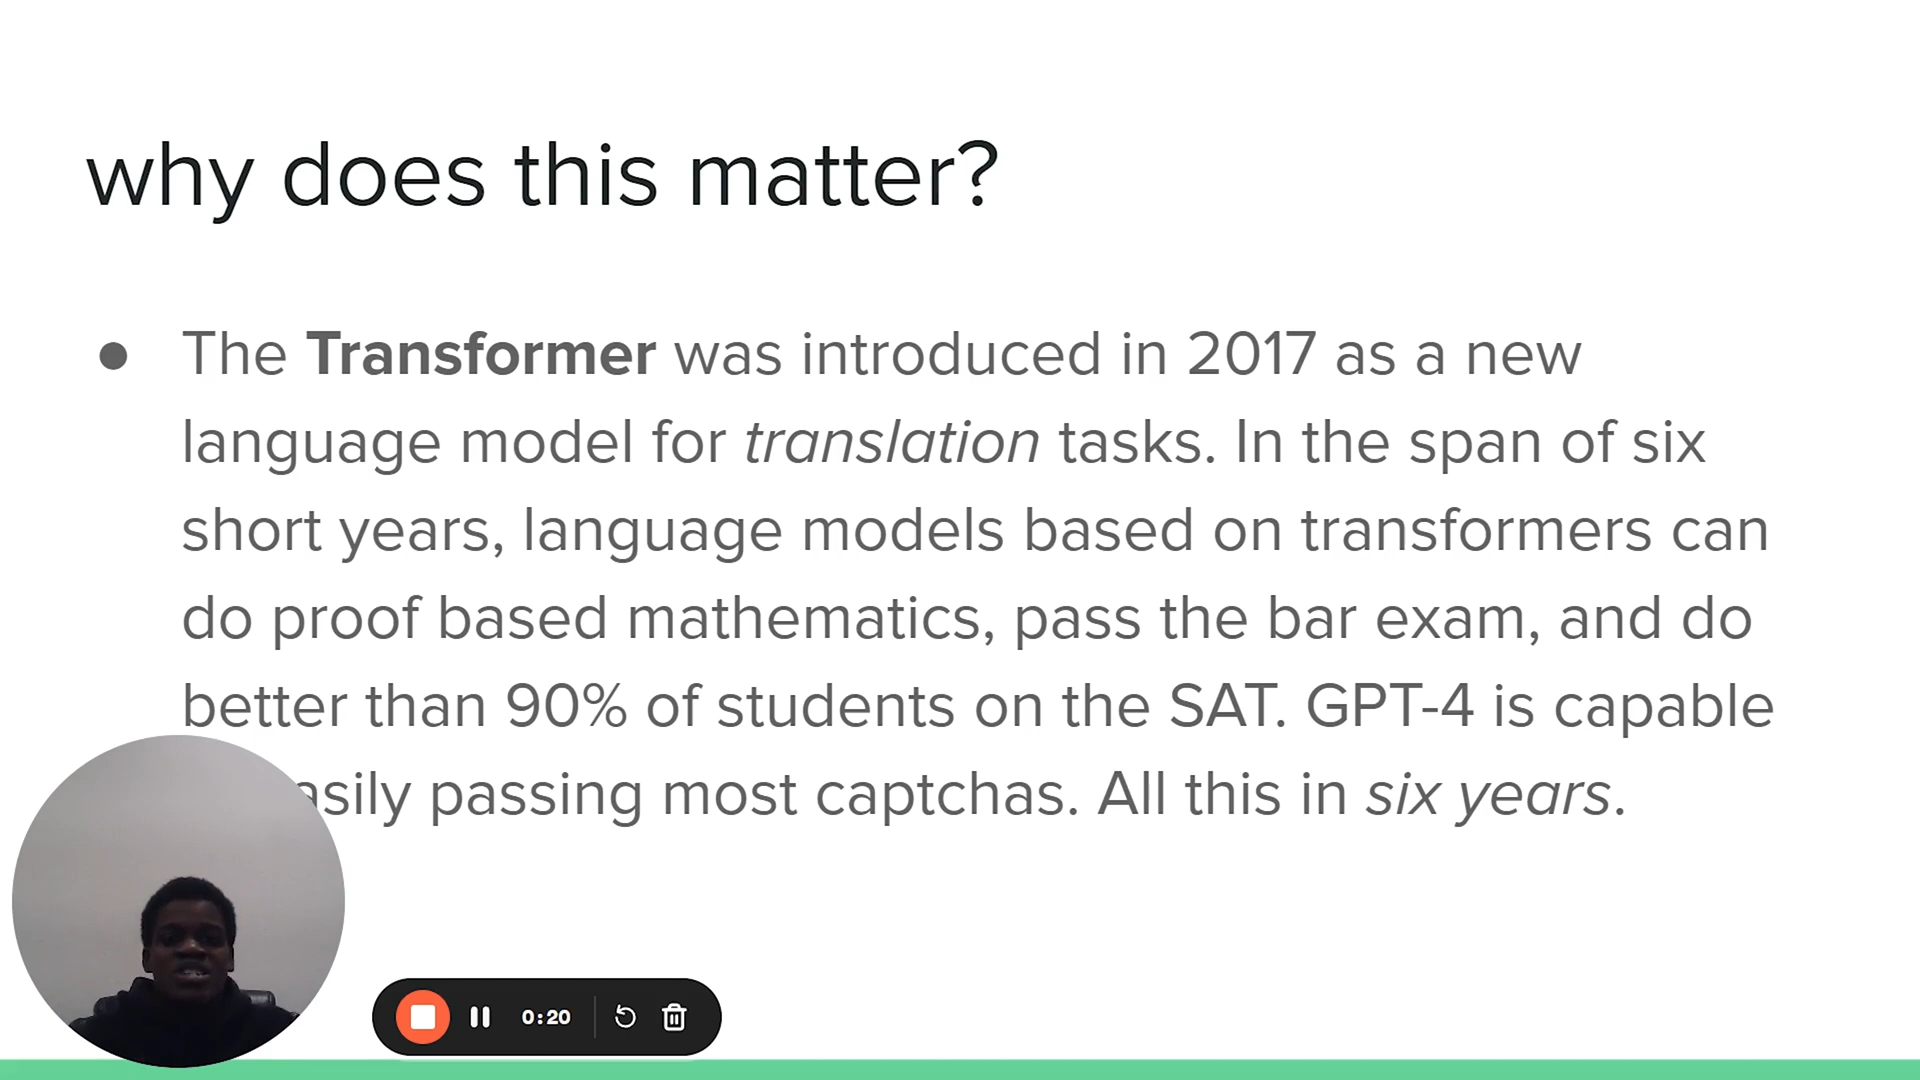 why does this matter?
● The Transformer was introduced in 2017 as a new
language model for translation tasks. In the span of six
short years, language models based on transformers can
do proof based mathematics, pass the bar exam, and do
better than 90% of students on the SAT. GPT-4 is capable
asily passing most captchas. All this in six years.
0:20